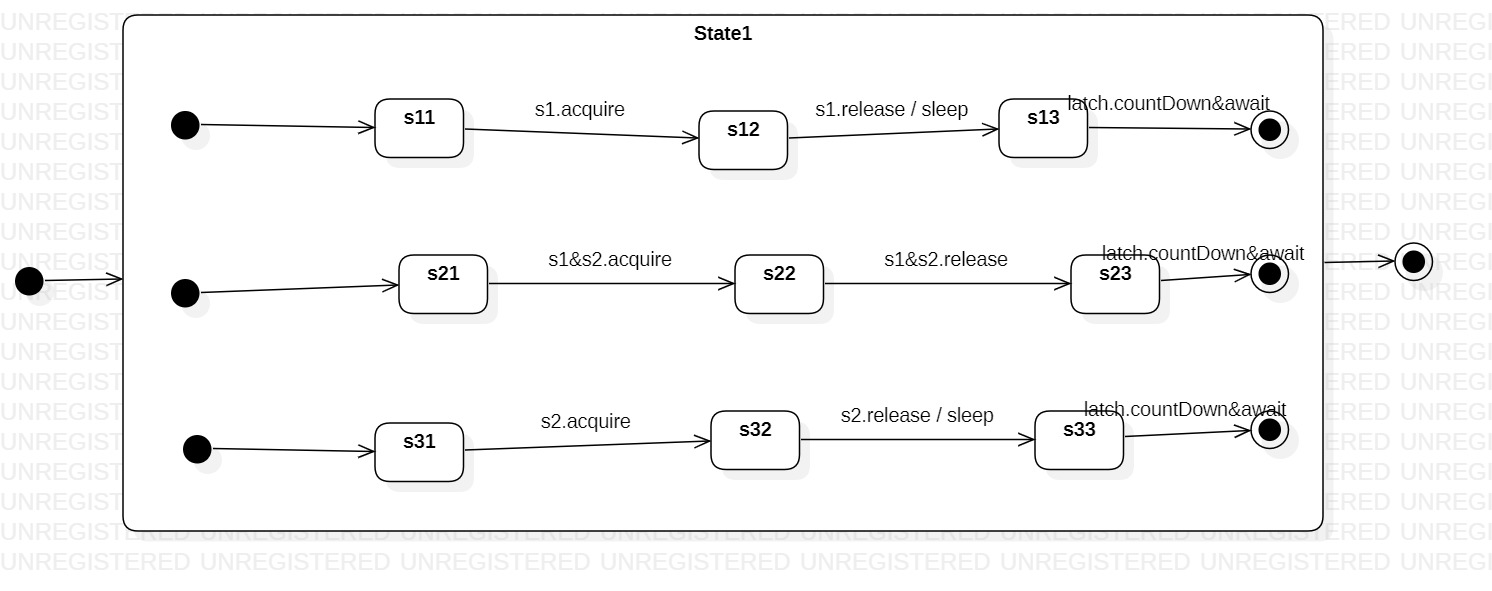 State1
s1.acquire
s1.release / sleep
latch.countDown&await
s11
s12
s13
s1&s2.acquire
s1&s2.release
latch.countDown&await
s21
s22
s23
s2.acquire
s2.release / sleep
latch.countDown&await
s31
s32
s33
UNREGISTERED UNREGISTERED UNREGISTERED UNREGISTERED UNREGISTERED UNREGISTERED UNREGISTERED UNREGI